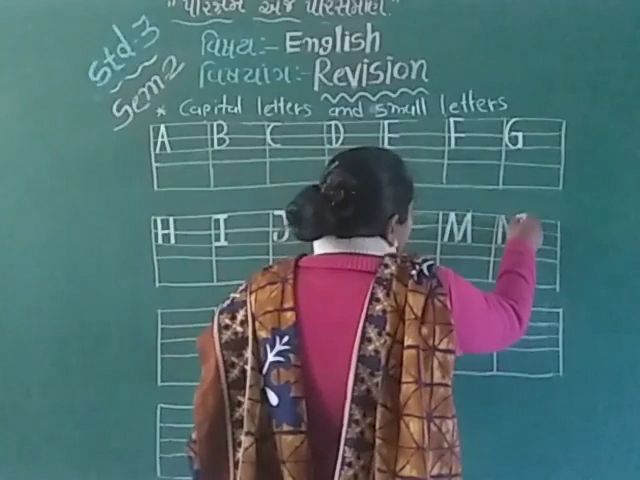 "પરિશ્રમ એજ પારસમણિ"
Std. 3
Sem 2
વિષય:- English
વિષયાંગ:- Revision
* Capital letters and small letters
A B C D E F G
H I J M N